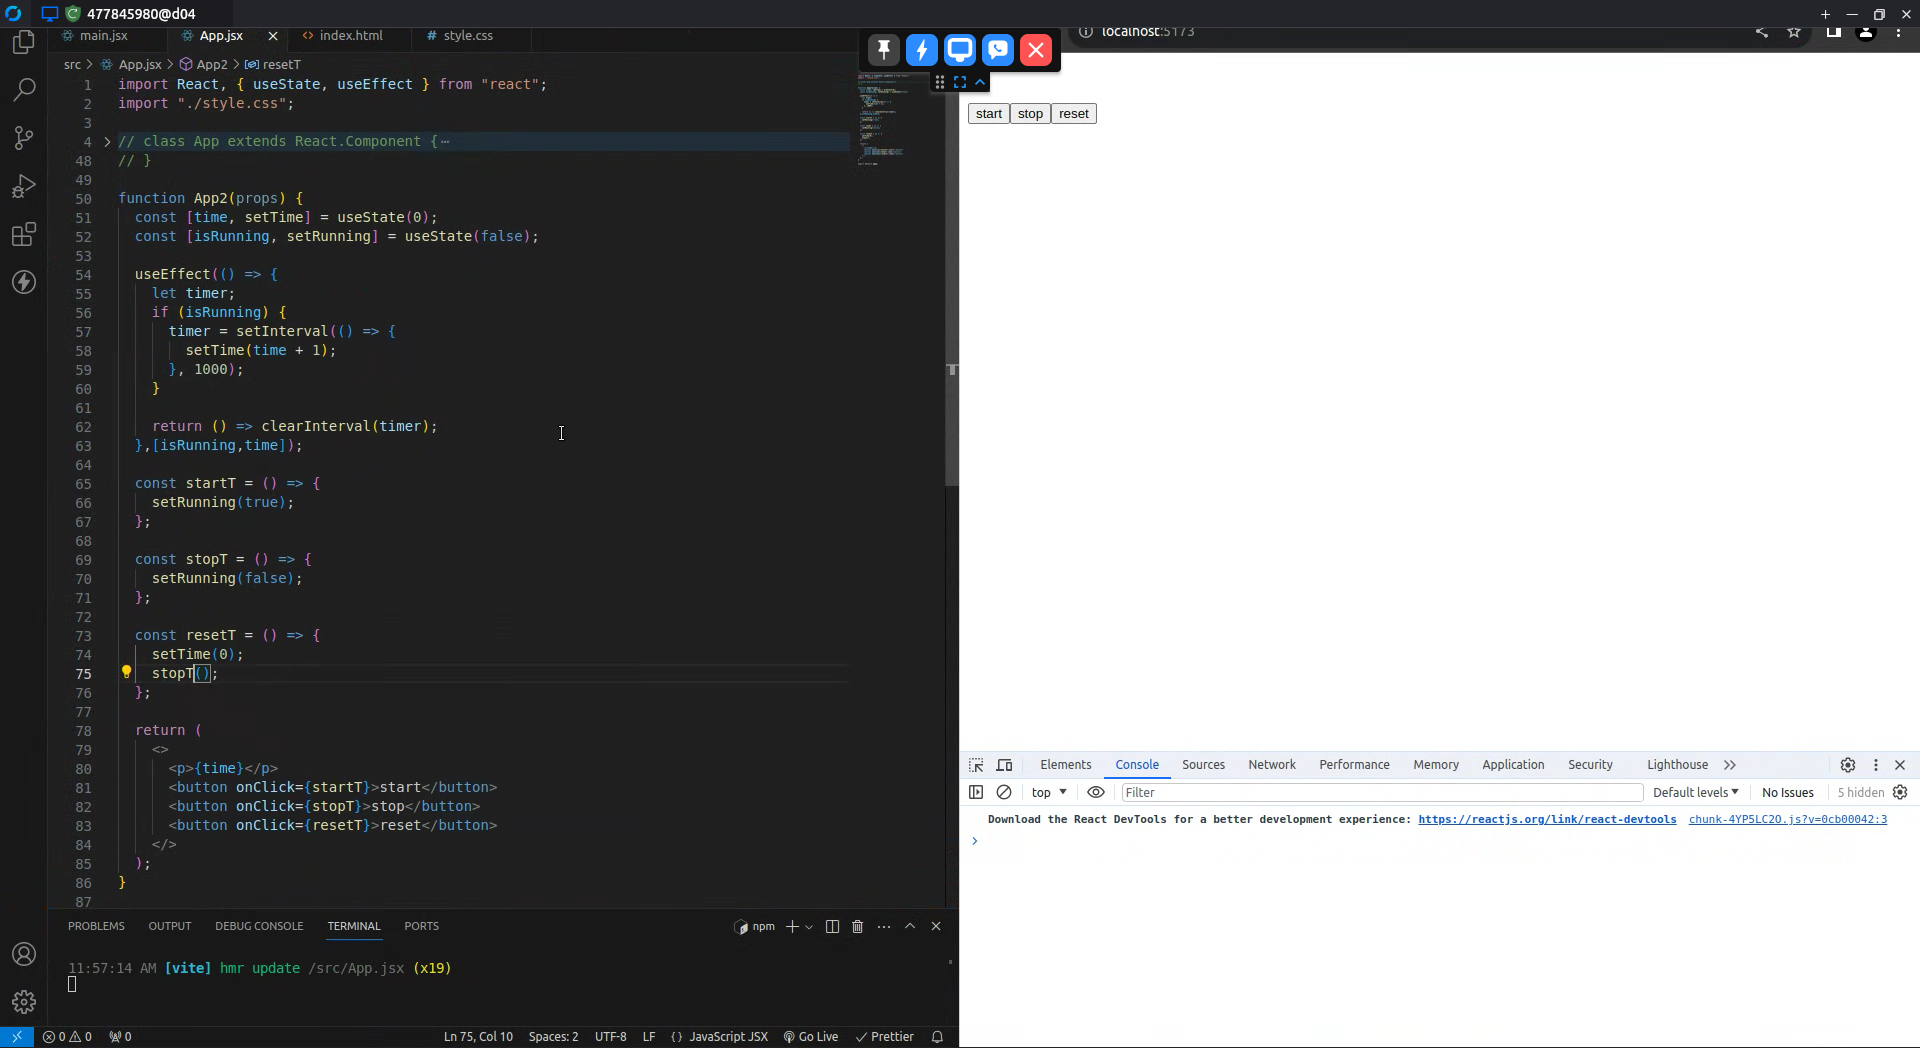 477845980@d04
main.jsx
App.jsx
index.html
# style.css
src > App.jsx > App2 > resetT
1 import React, { useState, useEffect } from "react";
2 import "./style.css";
3
4 // class App extends React.Component {⋯
48 // }
49
50 function App2(props) {
51 const [time, setTime] = useState(0);
52 const [isRunning, setRunning] = useState(false);
53
54 useEffect(() => {
55 let timer;
56 if (isRunning) {
57 timer = setInterval(() => {
58 setTime(time + 1);
59 }, 1000);
60 }
61
62 return () => clearInterval(timer);
63 },[isRunning,time]);
64
65 const startT = () => {
66 setRunning(true);
67 };
68
69 const stopT = () => {
70 setRunning(false);
71 };
72
73 const resetT = () => {
74 setTime(0);
75 stopT();
76 };
77
78 return (
79 <>
80 <p>{time}</p>
81 <button onClick={startT}>start</button>
82 <button onClick={stopT}>stop</button>
83 <button onClick={resetT}>reset</button>
84 </>
85 );
86 }
87
PROBLEMS OUTPUT DEBUG CONSOLE TERMINAL PORTS
npm
11:57:14 AM [vite] hmr update /src/App.jsx (x19)
0 0 0
Ln 75, Col 10 Spaces: 2 UTF-8 LF {} JavaScript JSX Go Live Prettier
localhost:5173
start stop reset
Elements Console Sources Network Performance Memory Application Security Lighthouse
top Filter Default levels No Issues 5 hidden
Download the React DevTools for a better development experience: https://reactjs.org/link/react-devtools chunk-4YP5LC2O.js?v=0cb00042:3